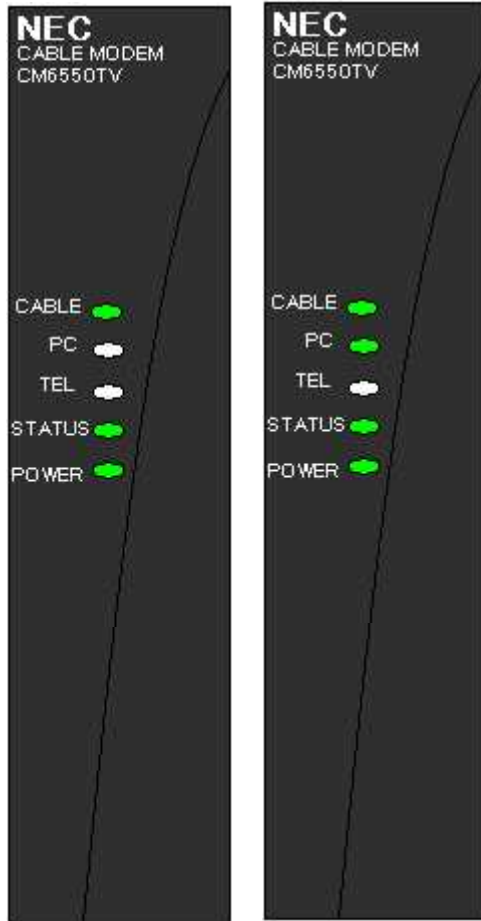 NEC
CABLE MODEM
CM6550TV
CABLE
PC
TEL
STATUS
POWER
NEC
CABLE MODEM
CM6550TV
CABLE
PC
TEL
STATUS
POWER